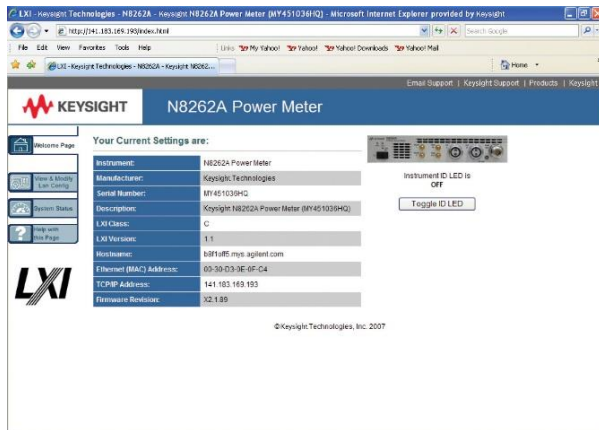 LXI - Keysight Technologies - N8262A - Keysight N8262A Power Meter (MY451036HQ) - Microsoft Internet Explorer provided by Keysight
http://141.183.169.193/index.html
Search Google
File Edit View Favorites Tools Help
Links My Yahoo! Yahoo! Yahoo! Downloads Yahoo! Mail
LXI - Keysight Technologies - N8262A - Keysight N8262...
Home
Email Support | Keysight Support | Products | Keysight
KEYSIGHT
N8262A Power Meter
Welcome Page
Your Current Settings are:
Instrument: N8262A Power Meter
Manufacturer: Keysight Technologies
Serial Number: MY451036HQ
Description: Keysight N8262A Power Meter (MY451036HQ)
LXI Class: C
LXI Version: 1.1
Hostname: b8f1off5.mys.agilent.com
Ethernet (MAC) Address: 00-30-D3-0E-0F-C4
TCP/IP Address: 141.183.169.193
Firmware Revision: X2.1.89
Instrument ID LED is
OFF
Toggle ID LED
View & Modify
Lan Config
System Status
Help with
this Page
LXI
© Keysight Technologies, Inc. 2007